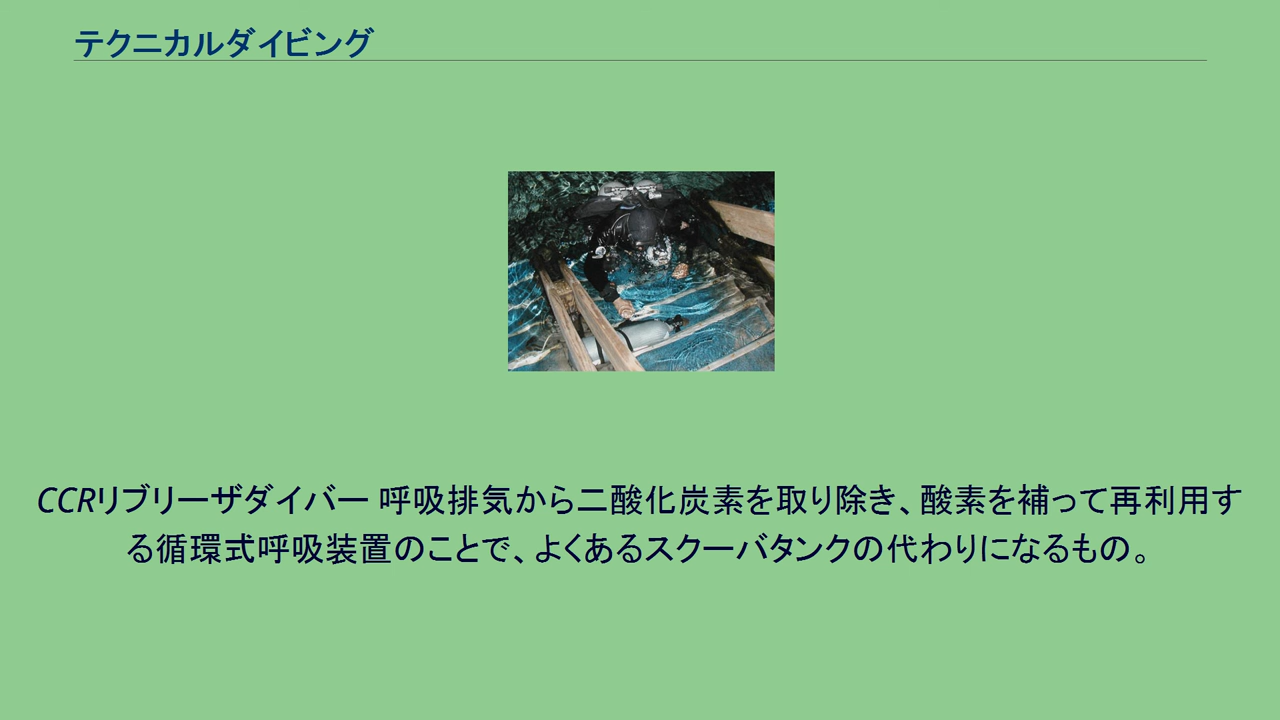 テクニカルダイビング
CCRリブリーザダイバー 呼吸排気から二酸化炭素を取り除き、酸素を補って再利用す
る循環式呼吸装置のことで、よくあるスクーバタンクの代わりになるもの。